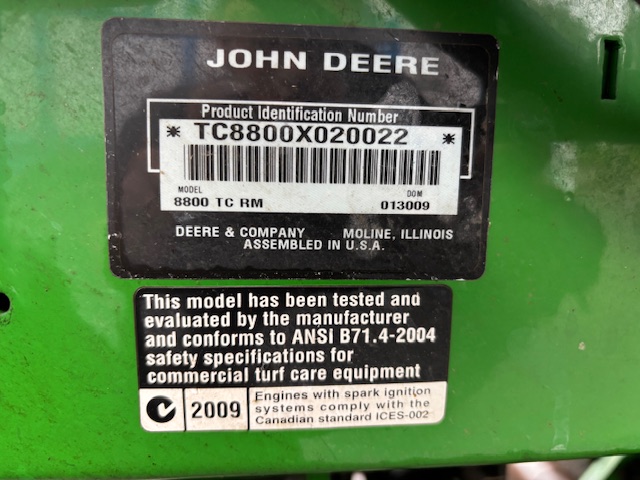 JOHN DEERE
Product Identification Number
* TC8800X020022 *
MODEL DOM
8800 TC RM 013009
DEERE & COMPANY MOLINE, ILLINOIS
ASSEMBLED IN U.S.A.
This model has been tested and
evaluated by the manufacturer
and conforms to ANSI B71.4-2004
safety specifications for
commercial turf care equipment
C 2009
Engines with spark ignition
systems comply with the
Canadian standard ICES-002